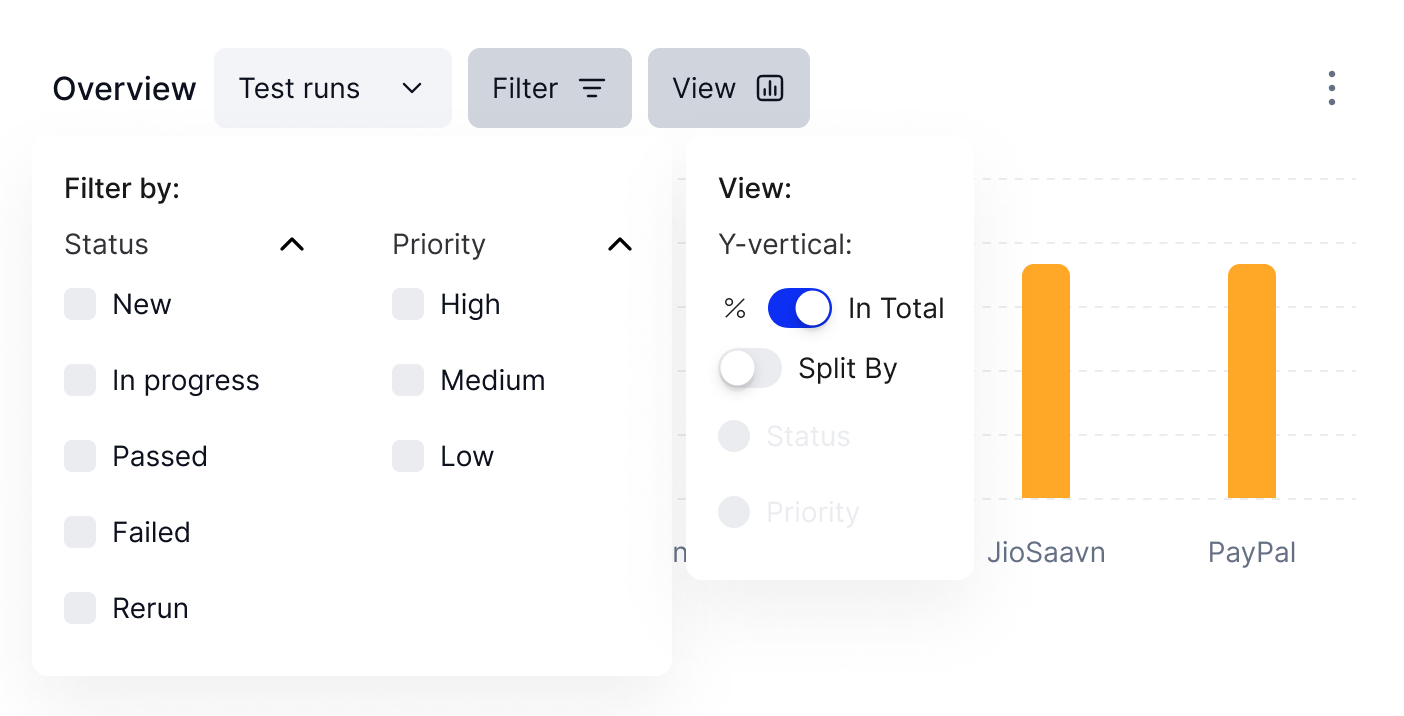 Overview
Test runs
Filter
View
Filter by:
Status
Priority
New
High
In progress
Medium
Passed
Low
Failed
Rerun
View:
Y-vertical:
% In Total
Split By
Status
Priority
n
JioSaavn
PayPal